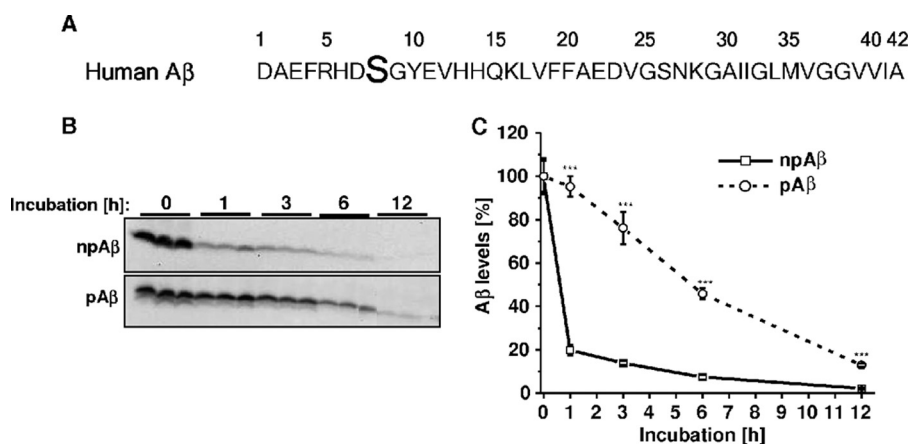 A
1 5 10 15 20 25 30 35 40 42
Human Aβ DAEFRHDSGYEVHHQKLVFFAEDVGSNKGAIIGLMVGGVVIA
B
Incubation [h]: 0 1 3 6 12
npAβ
pAβ
C
120
100
80
60
40
20
0
Aβ levels [%]
npAβ
pAβ
***
***
***
***
0 1 2 3 4 5 6 7 8 9 10 11 12
Incubation [h]